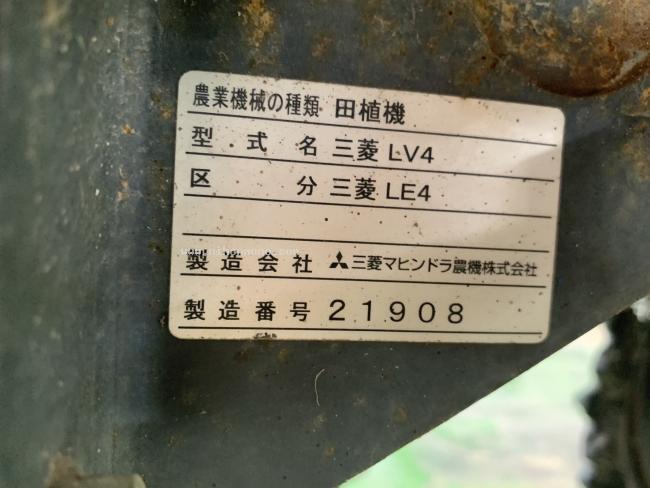 農業機械の種類 田植機
型式名 三菱 LV4
区分 三菱 LE4
製造会社 三菱マヒンドラ農機株式会社
製造番号 21908